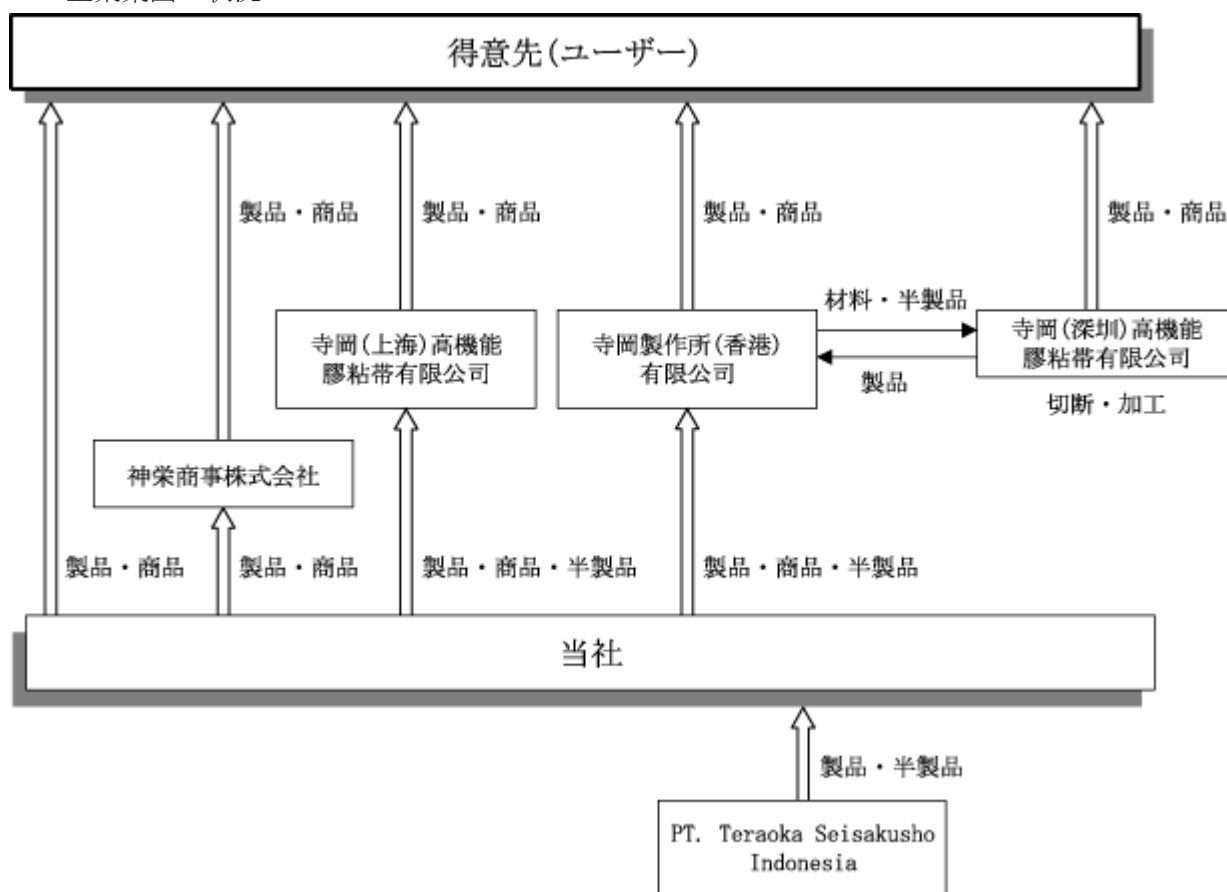 得意先(ユーザー)
製品・商品
製品・商品
製品・商品
製品・商品
材料・半製品
寺岡(上海)高機能
膠粘帯有限公司
寺岡製作所(香港)
有限公司
寺岡(深圳)高機能
膠粘帯有限公司
製品
切断・加工
神栄商事株式会社
製品・商品
製品・商品
製品・商品・半製品
製品・商品・半製品
当社
製品・半製品
PT. Teraoka Seisakusho
Indonesia